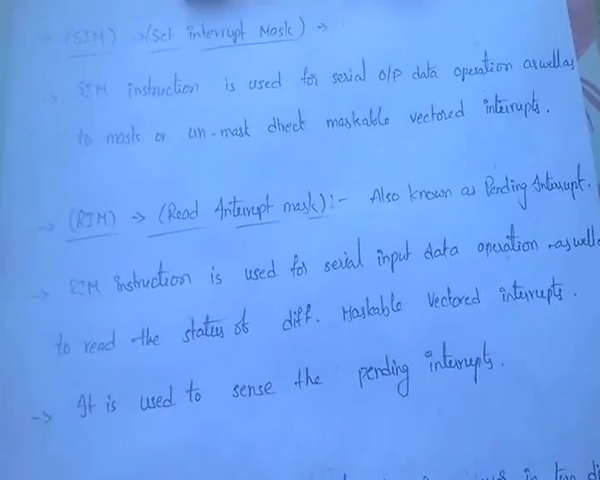 → (SIM) → (Set interrupt Mask) →
→ SIM instruction is used for serial O/P data operation as well as
to mask or un-mask direct maskable vectored interrupts.
→ (RIM) → (Read Interrupt mask) :- Also known as Pending Interrupt.
→ RIM instruction is used for serial input data operation as well
to read the status of diff. Maskable Vectored interrupts.
→ It is used to sense the pending interrupts.